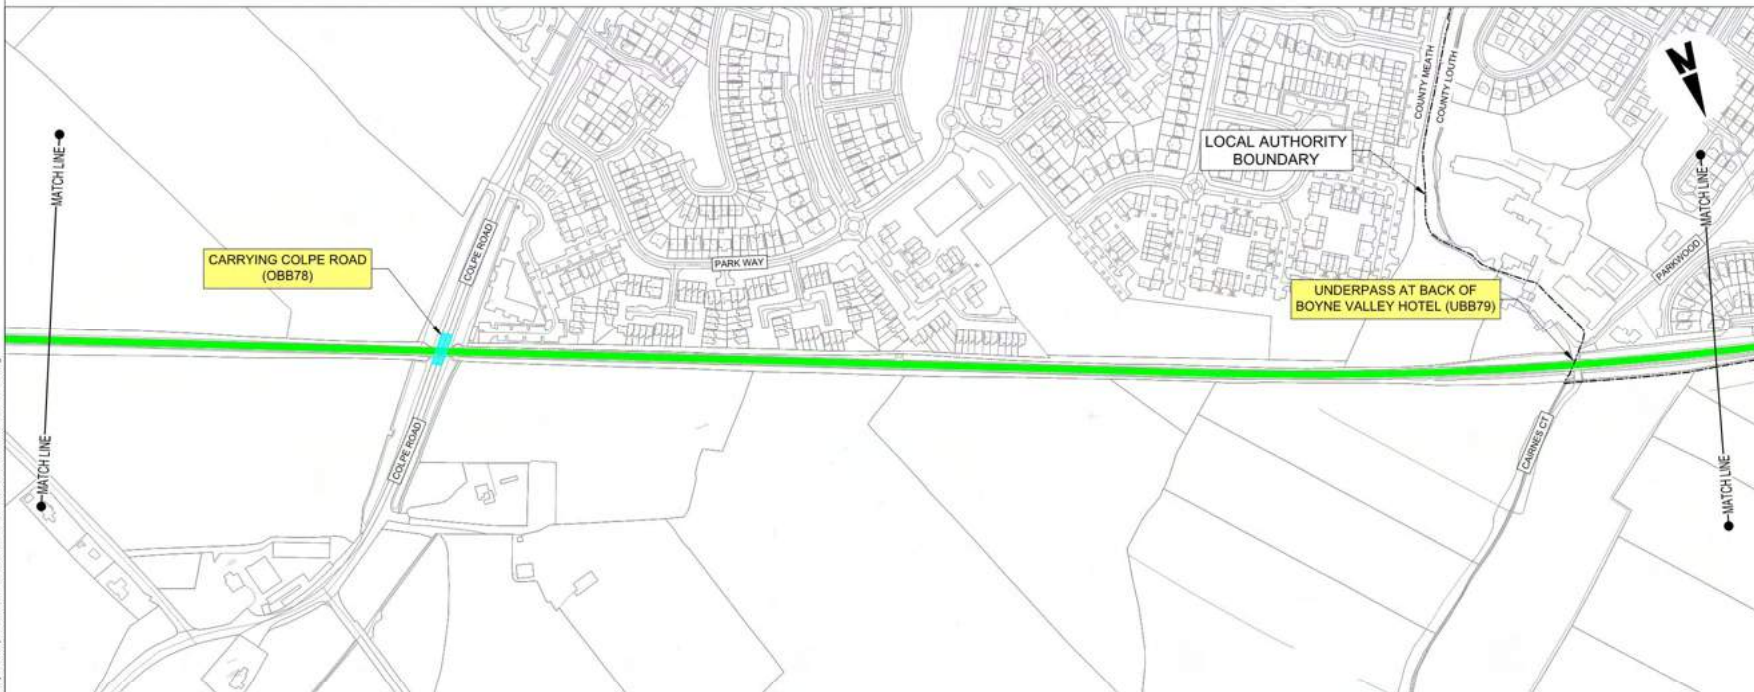 COUNTY MEATH
COUNTY LOUTH
N
LOCAL AUTHORITY
BOUNDARY
MATCH LINE
MATCH LINE
COLPE ROAD
CARRYING COLPE ROAD
(OBB78)
PARK WAY
PARKWOOD
UNDERPASS AT BACK OF
BOYNE VALLEY HOTEL (UBB79)
COLPE ROAD
CAIRNES CT
MATCH LINE
MATCH LINE